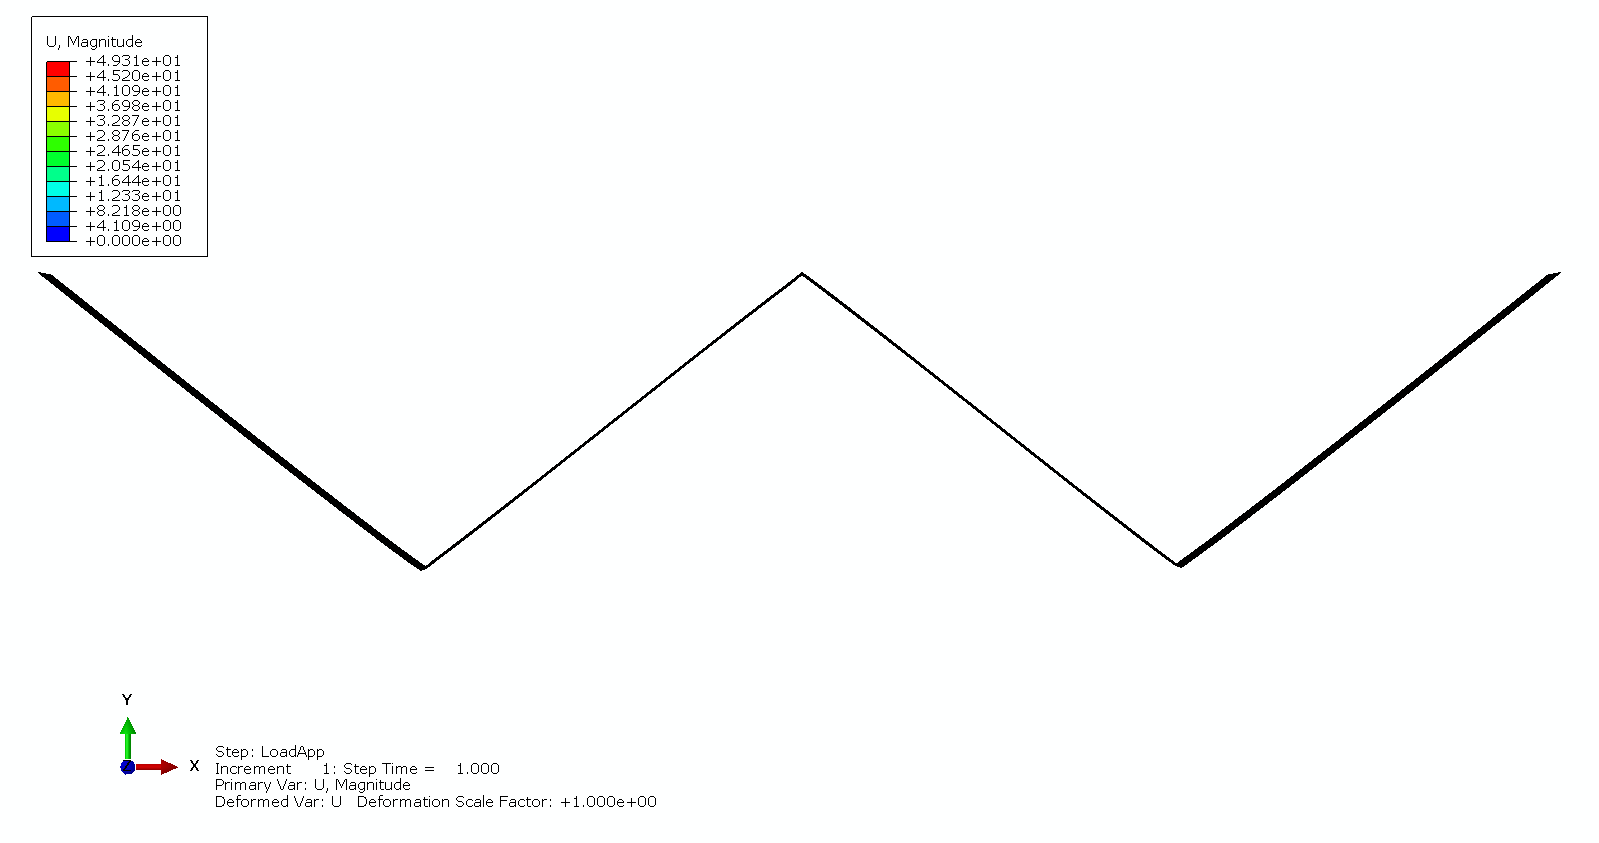 U, Magnitude
+4.931e+01
+4.520e+01
+4.109e+01
+3.698e+01
+3.287e+01
+2.876e+01
+2.465e+01
+2.054e+01
+1.644e+01
+1.233e+01
+8.218e+00
+4.109e+00
+0.000e+00
Y
X
Step: LoadApp
Increment 1: Step Time = 1.000
Primary Var: U, Magnitude
Deformed Var: U Deformation Scale Factor: +1.000e+00